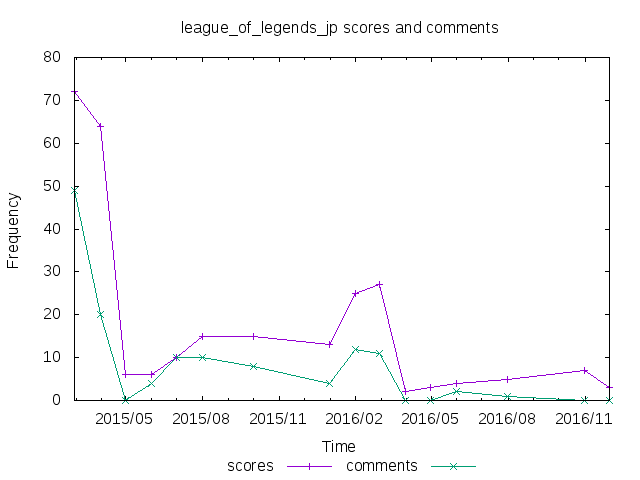 league_of_legends_jp scores and comments
80
70
60
50
40
30
20
10
0
Frequency
2015/05 2015/08 2015/11 2016/02 2016/05 2016/08 2016/11
Time
scores comments